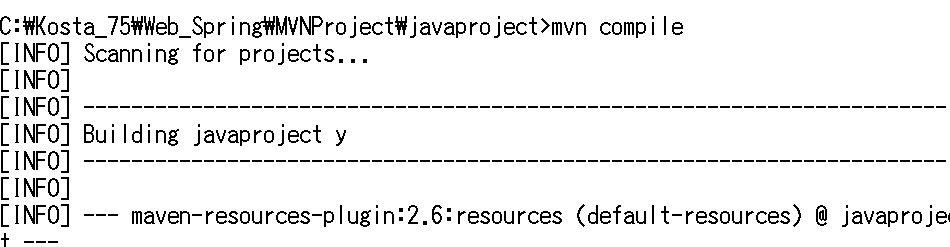 C:₩Kosta_75₩Web_Spring₩MVNProject₩javaproject>mvn compile
[INFO] Scanning for projects...
[INFO]
[INFO] ------------------------------------------------------------------------
[INFO] Building javaproject y
[INFO] ------------------------------------------------------------------------
[INFO]
[INFO] --- maven-resources-plugin:2.6:resources (default-resources) @ javaprojec
t ---